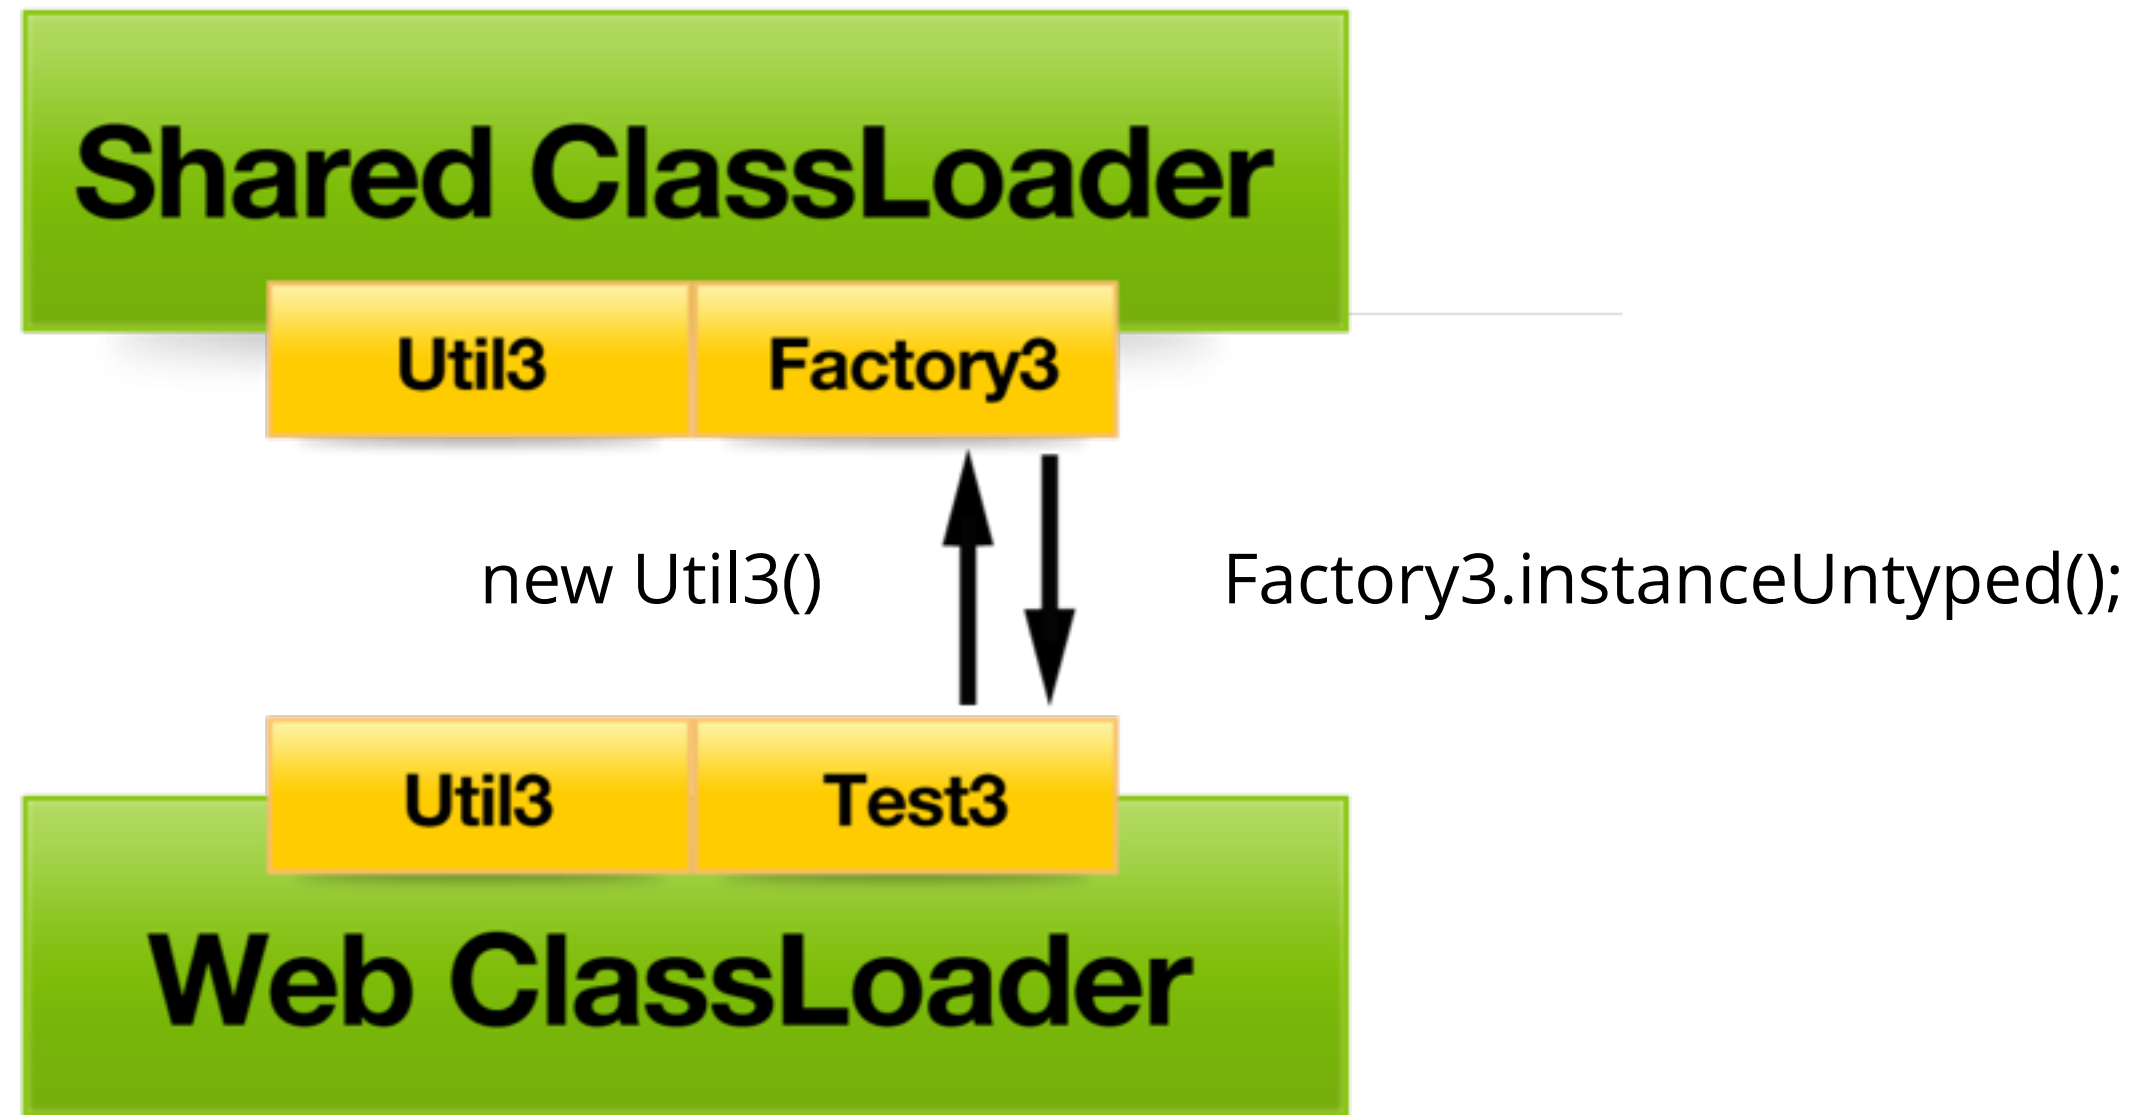 Shared ClassLoader
Util3
Factory3
new Util3()
Factory3.instanceUntyped();
Util3
Test3
Web ClassLoader